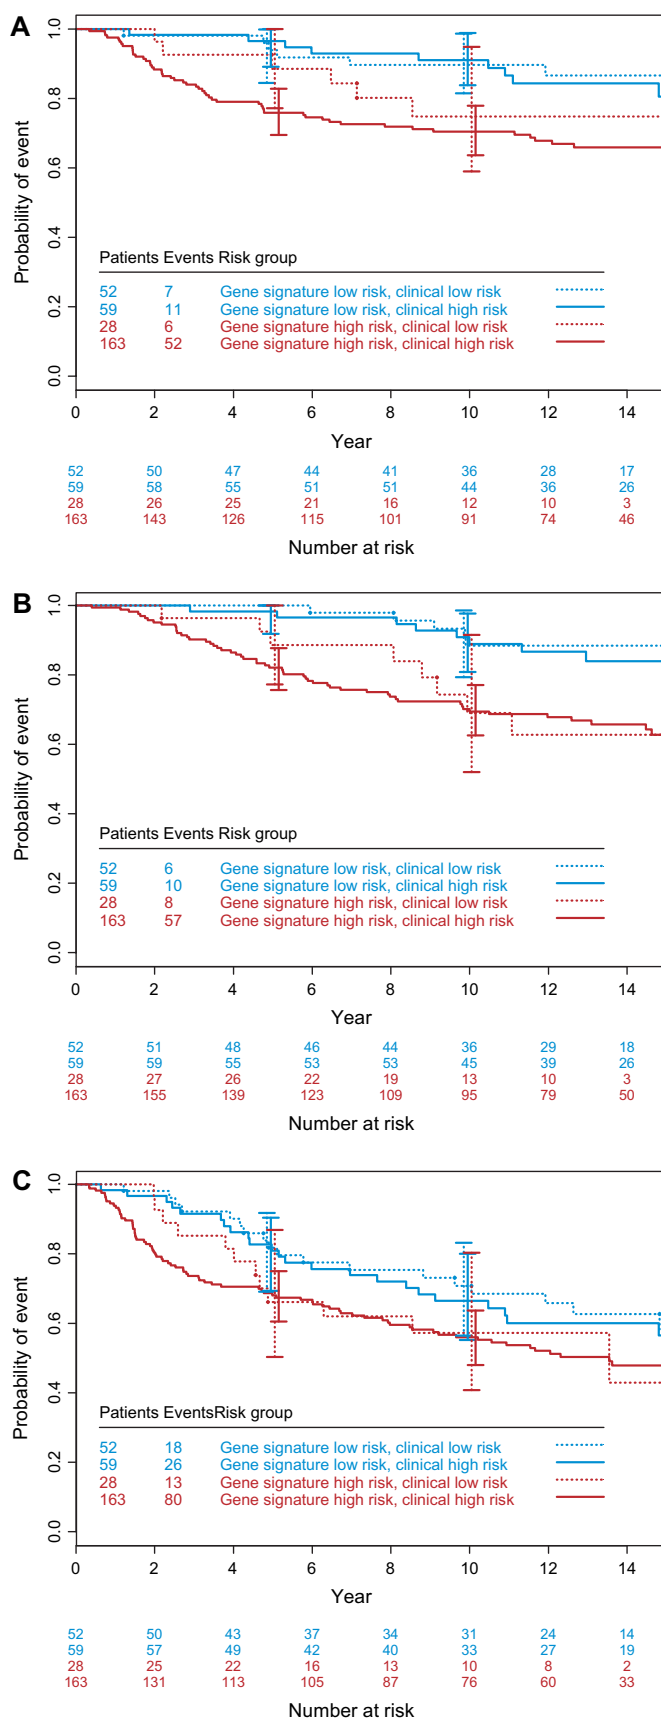 A
Probability of event
1.0
0.8
0.6
0.4
0.2
0.0
Patients Events Risk group
52 7 Gene signature low risk, clinical low risk
59 11 Gene signature low risk, clinical high risk
28 6 Gene signature high risk, clinical low risk
163 52 Gene signature high risk, clinical high risk
0 2 4 6 8 10 12 14
Year
52 50 47 44 41 36 28 17
59 58 55 51 51 44 36 26
28 26 25 21 16 12 10 3
163 143 126 115 101 91 74 46
Number at risk
B
Probability of event
1.0
0.8
0.6
0.4
0.2
0.0
Patients Events Risk group
52 6 Gene signature low risk, clinical low risk
59 10 Gene signature low risk, clinical high risk
28 8 Gene signature high risk, clinical low risk
163 57 Gene signature high risk, clinical high risk
0 2 4 6 8 10 12 14
Year
52 51 48 46 44 36 29 18
59 59 55 53 53 45 39 26
28 27 26 22 19 13 10 3
163 155 139 123 109 95 79 50
Number at risk
C
Probability of event
1.0
0.8
0.6
0.4
0.2
0.0
Patients EventsRisk group
52 18 Gene signature low risk, clinical low risk
59 26 Gene signature low risk, clinical high risk
28 13 Gene signature high risk, clinical low risk
163 80 Gene signature high risk, clinical high risk
0 2 4 6 8 10 12 14
Year
52 50 43 37 34 31 24 14
59 57 49 42 40 33 27 19
28 25 22 16 13 10 8 2
163 131 113 105 87 76 60 33
Number at risk